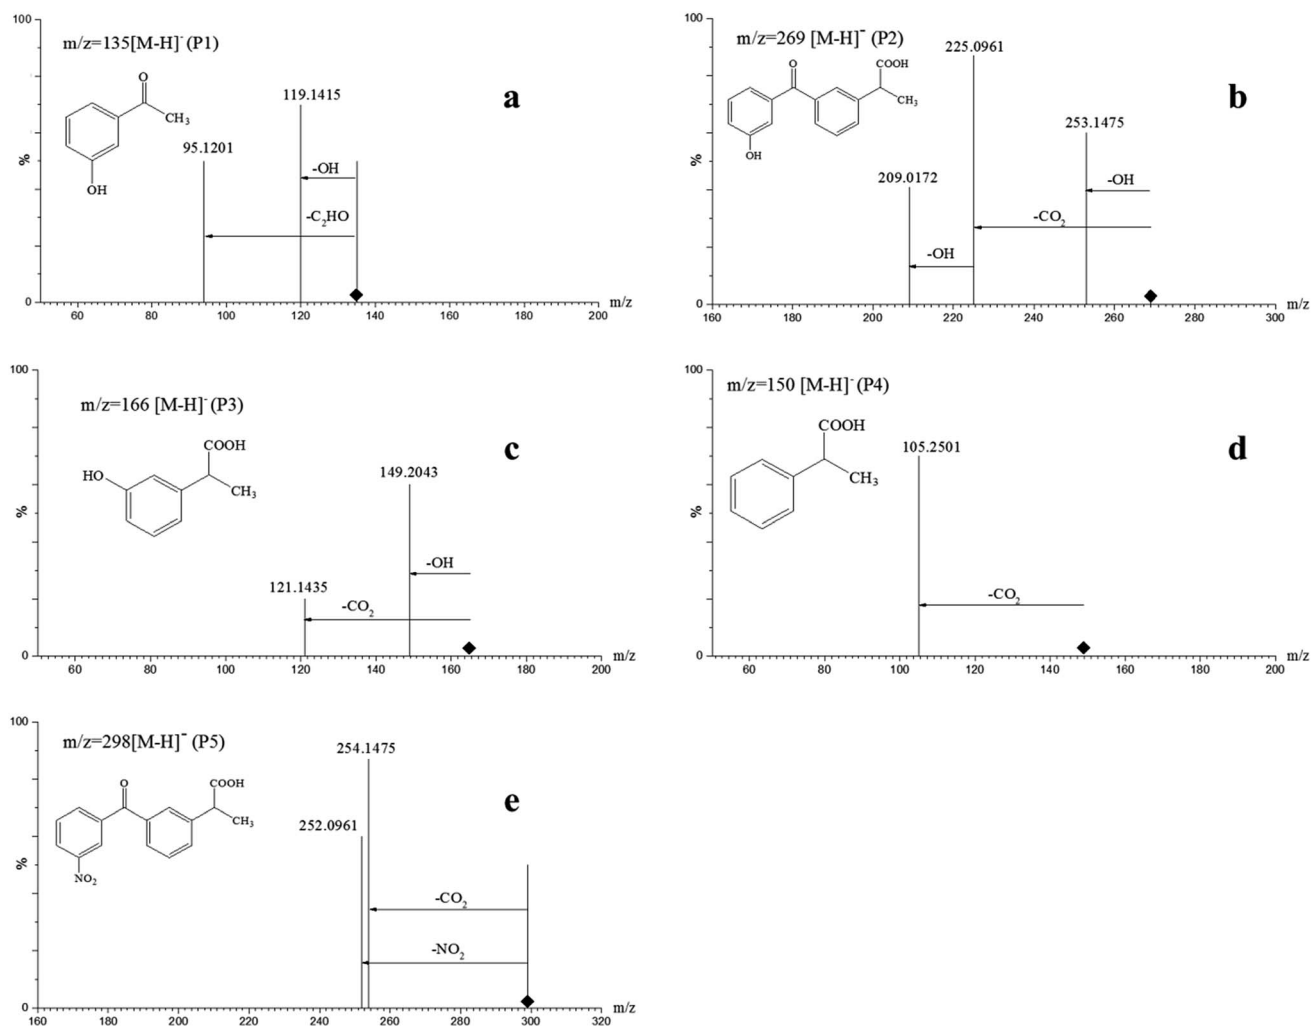 m/z=135[M-H]⁻ (P1)
a
O
CH₃
OH
119.1415
95.1201
-OH
-C₂HO
100
%
0
60 80 100 120 140 160 180 200
m/z
m/z=269 [M-H]⁻ (P2)
b
O
COOH
CH₃
OH
225.0961
253.1475
209.0172
-OH
-CO₂
-OH
100
%
0
160 180 200 220 240 260 280 300
m/z
m/z=166 [M-H]⁻ (P3)
c
COOH
HO
CH₃
149.2043
121.1435
-OH
-CO₂
100
%
0
60 80 100 120 140 160 180 200
m/z
m/z=150 [M-H]⁻ (P4)
d
COOH
CH₃
105.2501
-CO₂
100
%
0
60 80 100 120 140 160 180 200
m/z
m/z=298[M-H]⁻ (P5)
e
O
COOH
CH₃
NO₂
254.1475
252.0961
-CO₂
-NO₂
100
%
0
160 180 200 220 240 260 280 300 320
m/z